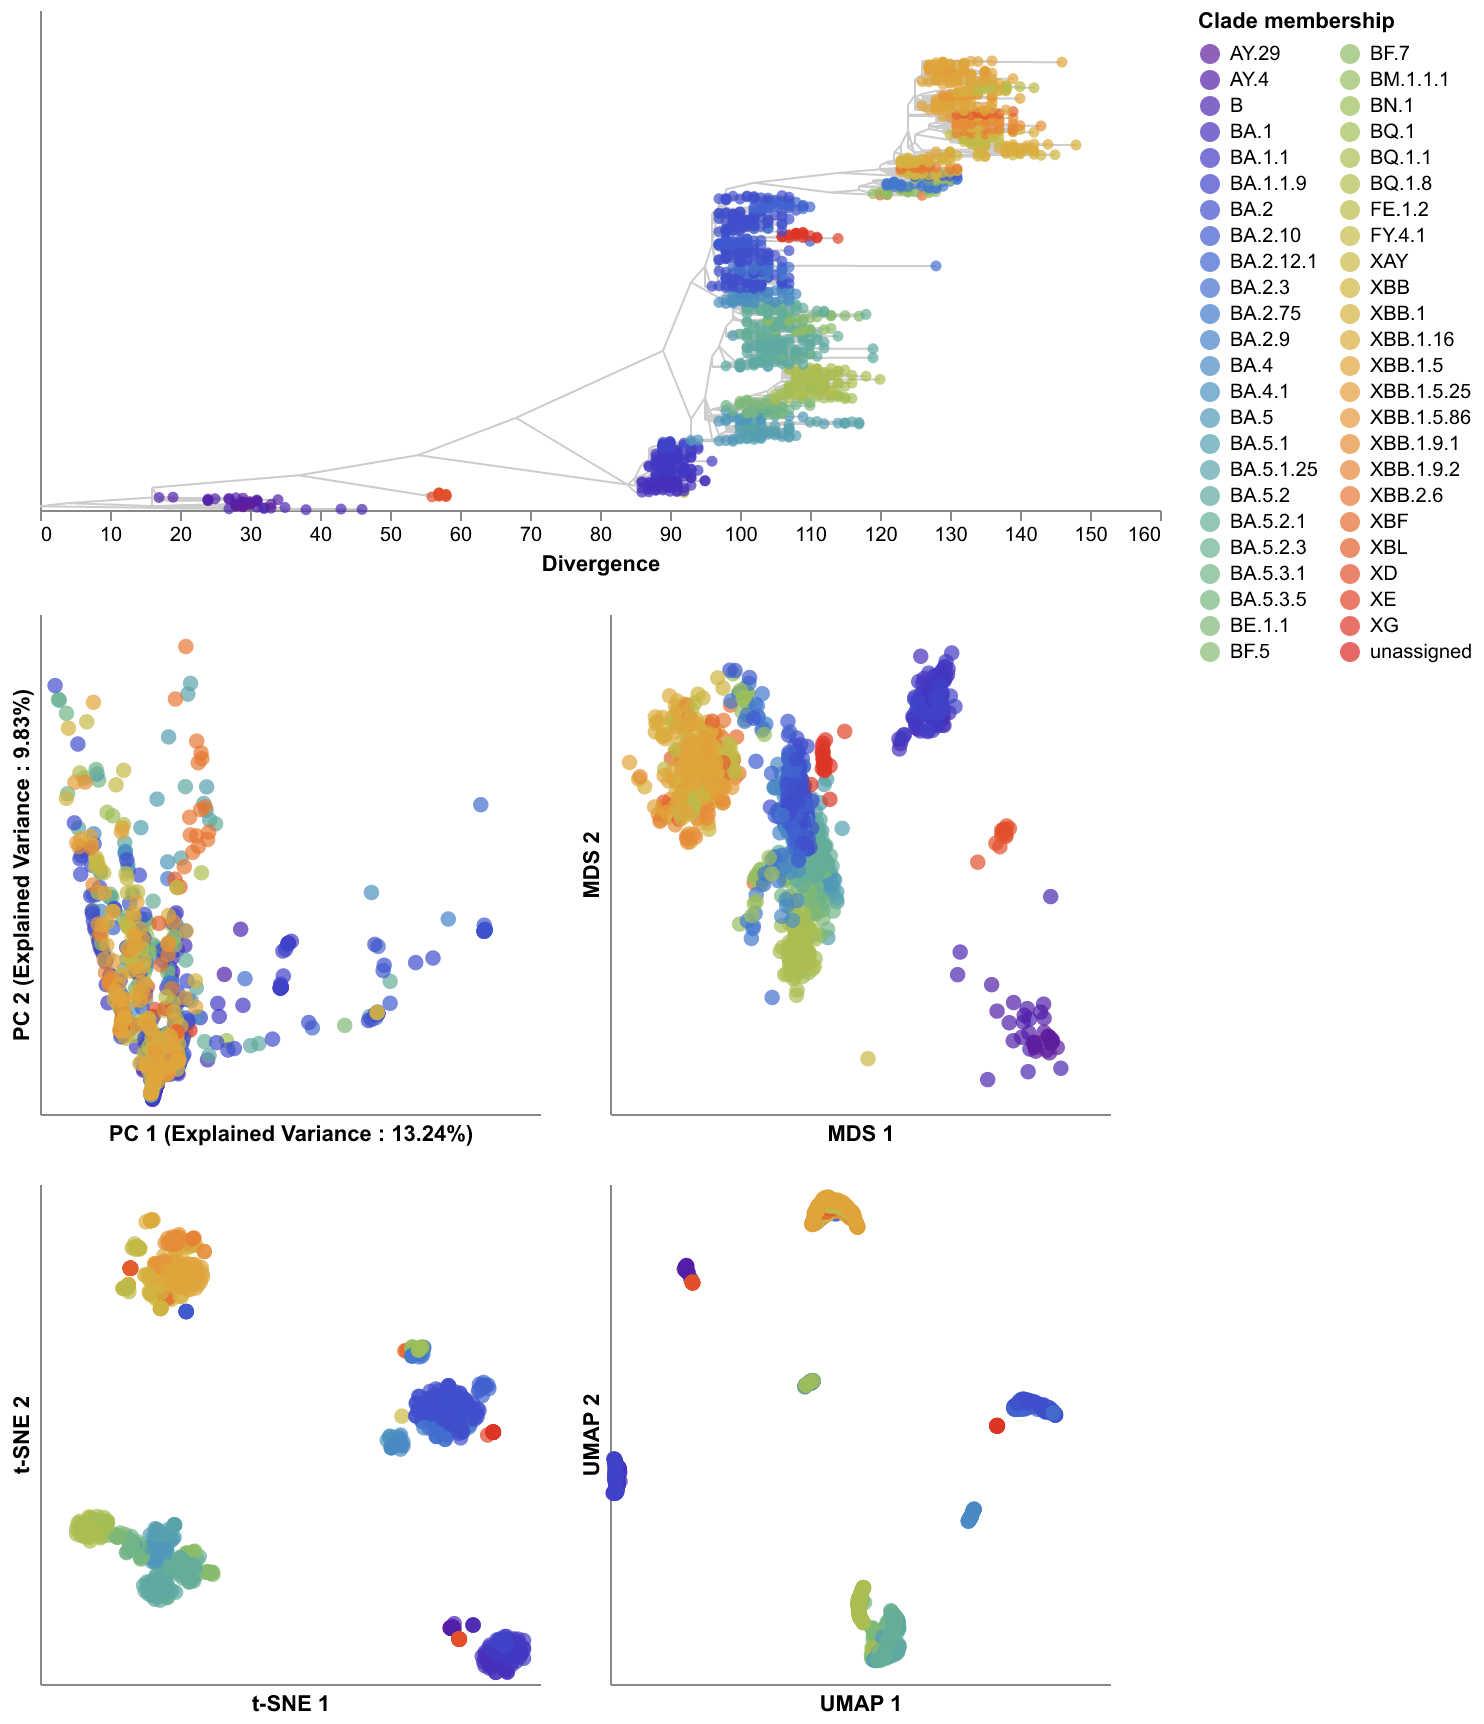 Clade membership
AY.29
AY.4
B
BA.1
BA.1.1
BA.1.1.9
BA.2
BA.2.10
BA.2.12.1
BA.2.3
BA.2.75
BA.2.9
BA.4
BA.4.1
BA.5
BA.5.1
BA.5.1.25
BA.5.2
BA.5.2.1
BA.5.2.3
BA.5.3.1
BA.5.3.5
BE.1.1
BF.5
BF.7
BM.1.1.1
BN.1
BQ.1
BQ.1.1
BQ.1.8
FE.1.2
FY.4.1
XAY
XBB
XBB.1
XBB.1.16
XBB.1.5
XBB.1.5.25
XBB.1.5.86
XBB.1.9.1
XBB.1.9.2
XBB.2.6
XBF
XBL
XD
XE
XG
unassigned
0 10 20 30 40 50 60 70 80 90 100 110 120 130 140 150 160
Divergence
PC 2 (Explained Variance : 9.83%)
PC 1 (Explained Variance : 13.24%)
MDS 2
MDS 1
t-SNE 2
t-SNE 1
UMAP 2
UMAP 1